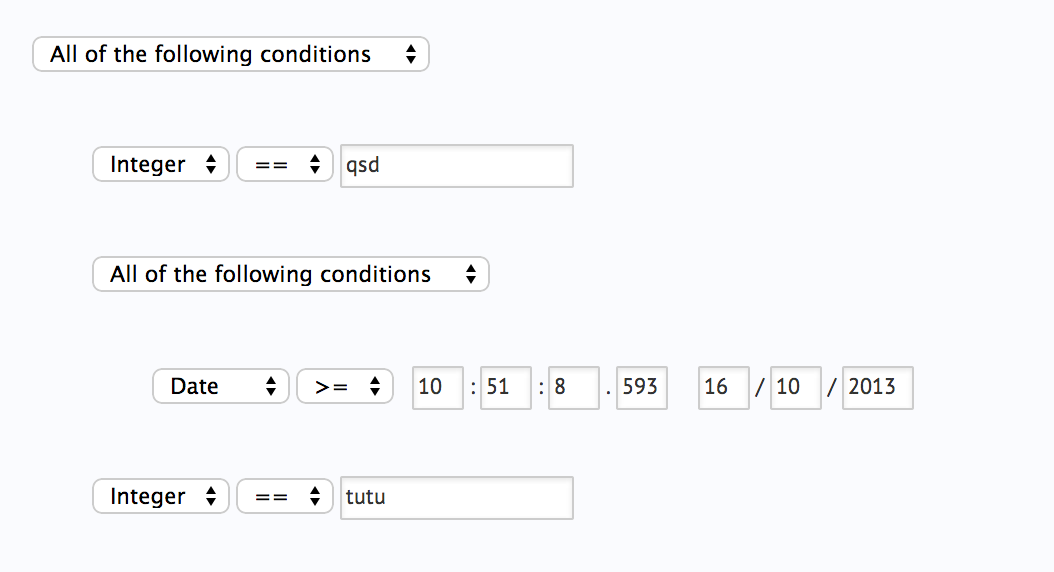 All of the following conditions
Integer == qsd
All of the following conditions
Date >= 10 : 51 : 8 . 593 16 / 10 / 2013
Integer == tutu